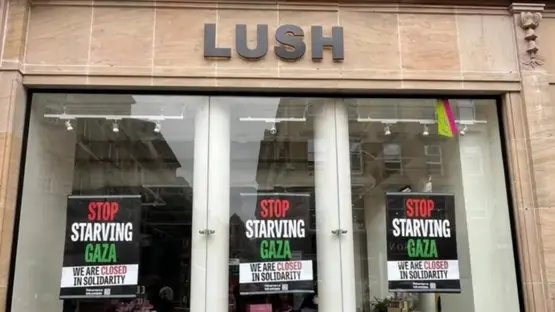 LUSH
STOP
STARVING
GAZA
WE ARE CLOSED
IN SOLIDARITY
STOP
STARVING
GAZA
WE ARE CLOSED
IN SOLIDARITY
STOP
STARVING
GAZA
WE ARE CLOSED
IN SOLIDARITY